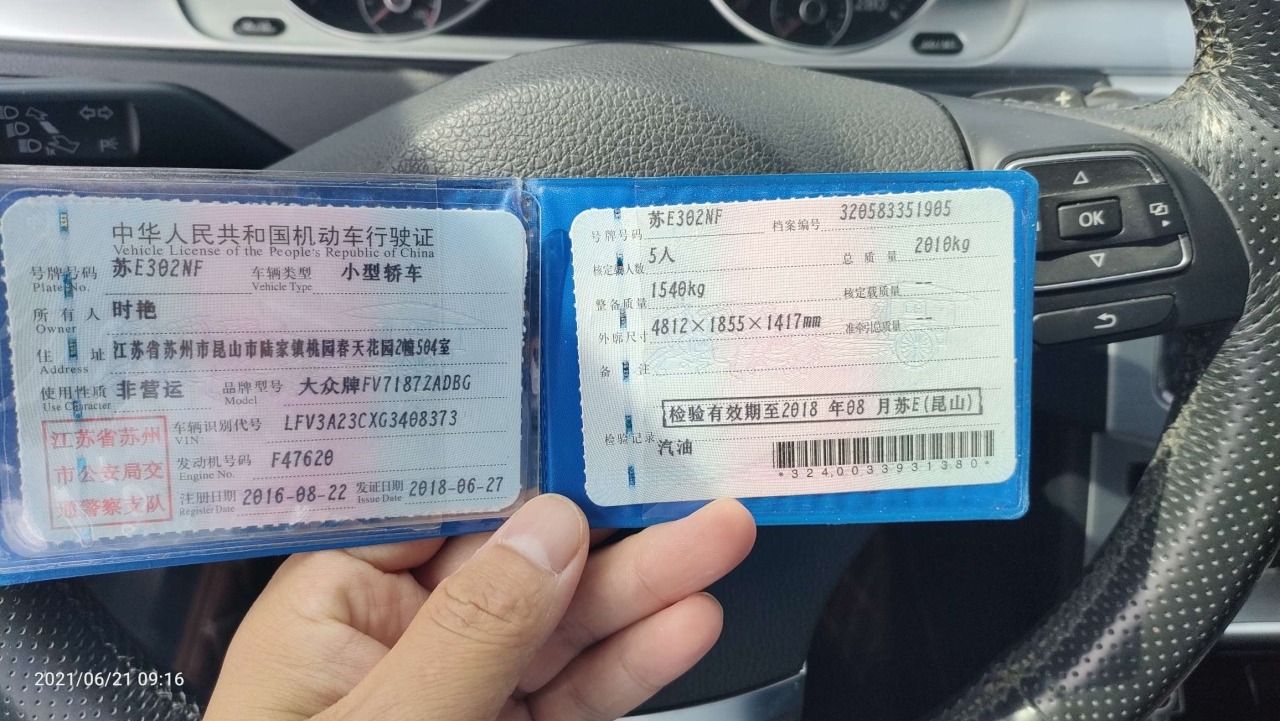 中华人民共和国机动车行驶证
Vehicle License of the People's Republic of China
号牌号码 苏E302NF 车辆类型 小型轿车
Plate No. Vehicle Type
所有人 时艳
Owner
住址 江苏省苏州市昆山市陆家镇桃园春天花园2幢504室
Address
使用性质 非营运 品牌型号 大众牌FV7187ZADBG
Use Character Model
江苏省苏州
市公安局交
巡警察支队
车辆识别代号 LFV3A23CXG3408373
VIN
发动机号码 F47620
Engine No.
注册日期 2016-08-22 发证日期 2018-06-27
Register Date Issue Date
号牌号码 苏E302NF 档案编号 320583351905
核定载人数 5人 总质量 2010kg
整备质量 1540kg 核定载质量 --
外廓尺寸 4812×1855×1417mm 准牵引总质量 --
备注
检验有效期至2018 年08 月苏E(昆山)
检验记录
汽油
*3240033931380*
OK
2021/06/21 09:16